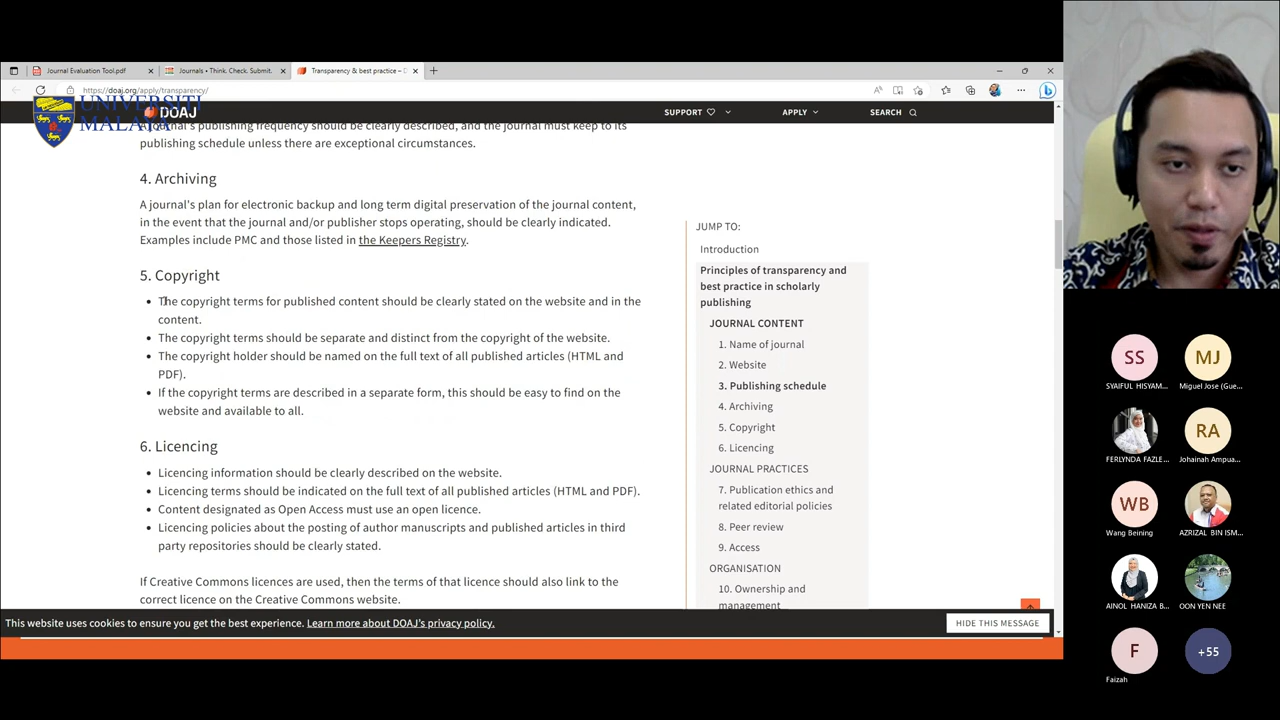 Journal Evaluation Tool.pdf
Journals • Think. Check. Submit.
Transparency & best practice – D
https://doaj.org/apply/transparency/
UNIVERSITI
MALAYA
DOAJ
SUPPORT
APPLY
SEARCH
A journal's publishing frequency should be clearly described, and the journal must keep to its
publishing schedule unless there are exceptional circumstances.
4. Archiving
A journal's plan for electronic backup and long term digital preservation of the journal content,
in the event that the journal and/or publisher stops operating, should be clearly indicated.
Examples include PMC and those listed in the Keepers Registry.
5. Copyright
• The copyright terms for published content should be clearly stated on the website and in the
content.
• The copyright terms should be separate and distinct from the copyright of the website.
• The copyright holder should be named on the full text of all published articles (HTML and
PDF).
• If the copyright terms are described in a separate form, this should be easy to find on the
website and available to all.
6. Licencing
• Licencing information should be clearly described on the website.
• Licencing terms should be indicated on the full text of all published articles (HTML and PDF).
• Content designated as Open Access must use an open licence.
• Licencing policies about the posting of author manuscripts and published articles in third
party repositories should be clearly stated.
If Creative Commons licences are used, then the terms of that licence should also link to the
correct licence on the Creative Commons website.
JUMP TO:
Introduction
Principles of transparency and
best practice in scholarly
publishing
JOURNAL CONTENT
1. Name of journal
2. Website
3. Publishing schedule
4. Archiving
5. Copyright
6. Licencing
JOURNAL PRACTICES
7. Publication ethics and
related editorial policies
8. Peer review
9. Access
ORGANISATION
10. Ownership and
management
This website uses cookies to ensure you get the best experience. Learn more about DOAJ's privacy policy.
HIDE THIS MESSAGE
SS
SYAIFUL HISYAM...
MJ
Miguel Jose (Gue...
FERLYNDA FAZLE...
RA
Johainah Ampua...
WB
Wang Beining
AZRIZAL BIN ISM...
AINOL HANIZA B...
OON YEN NEE
F
Faizah
+55